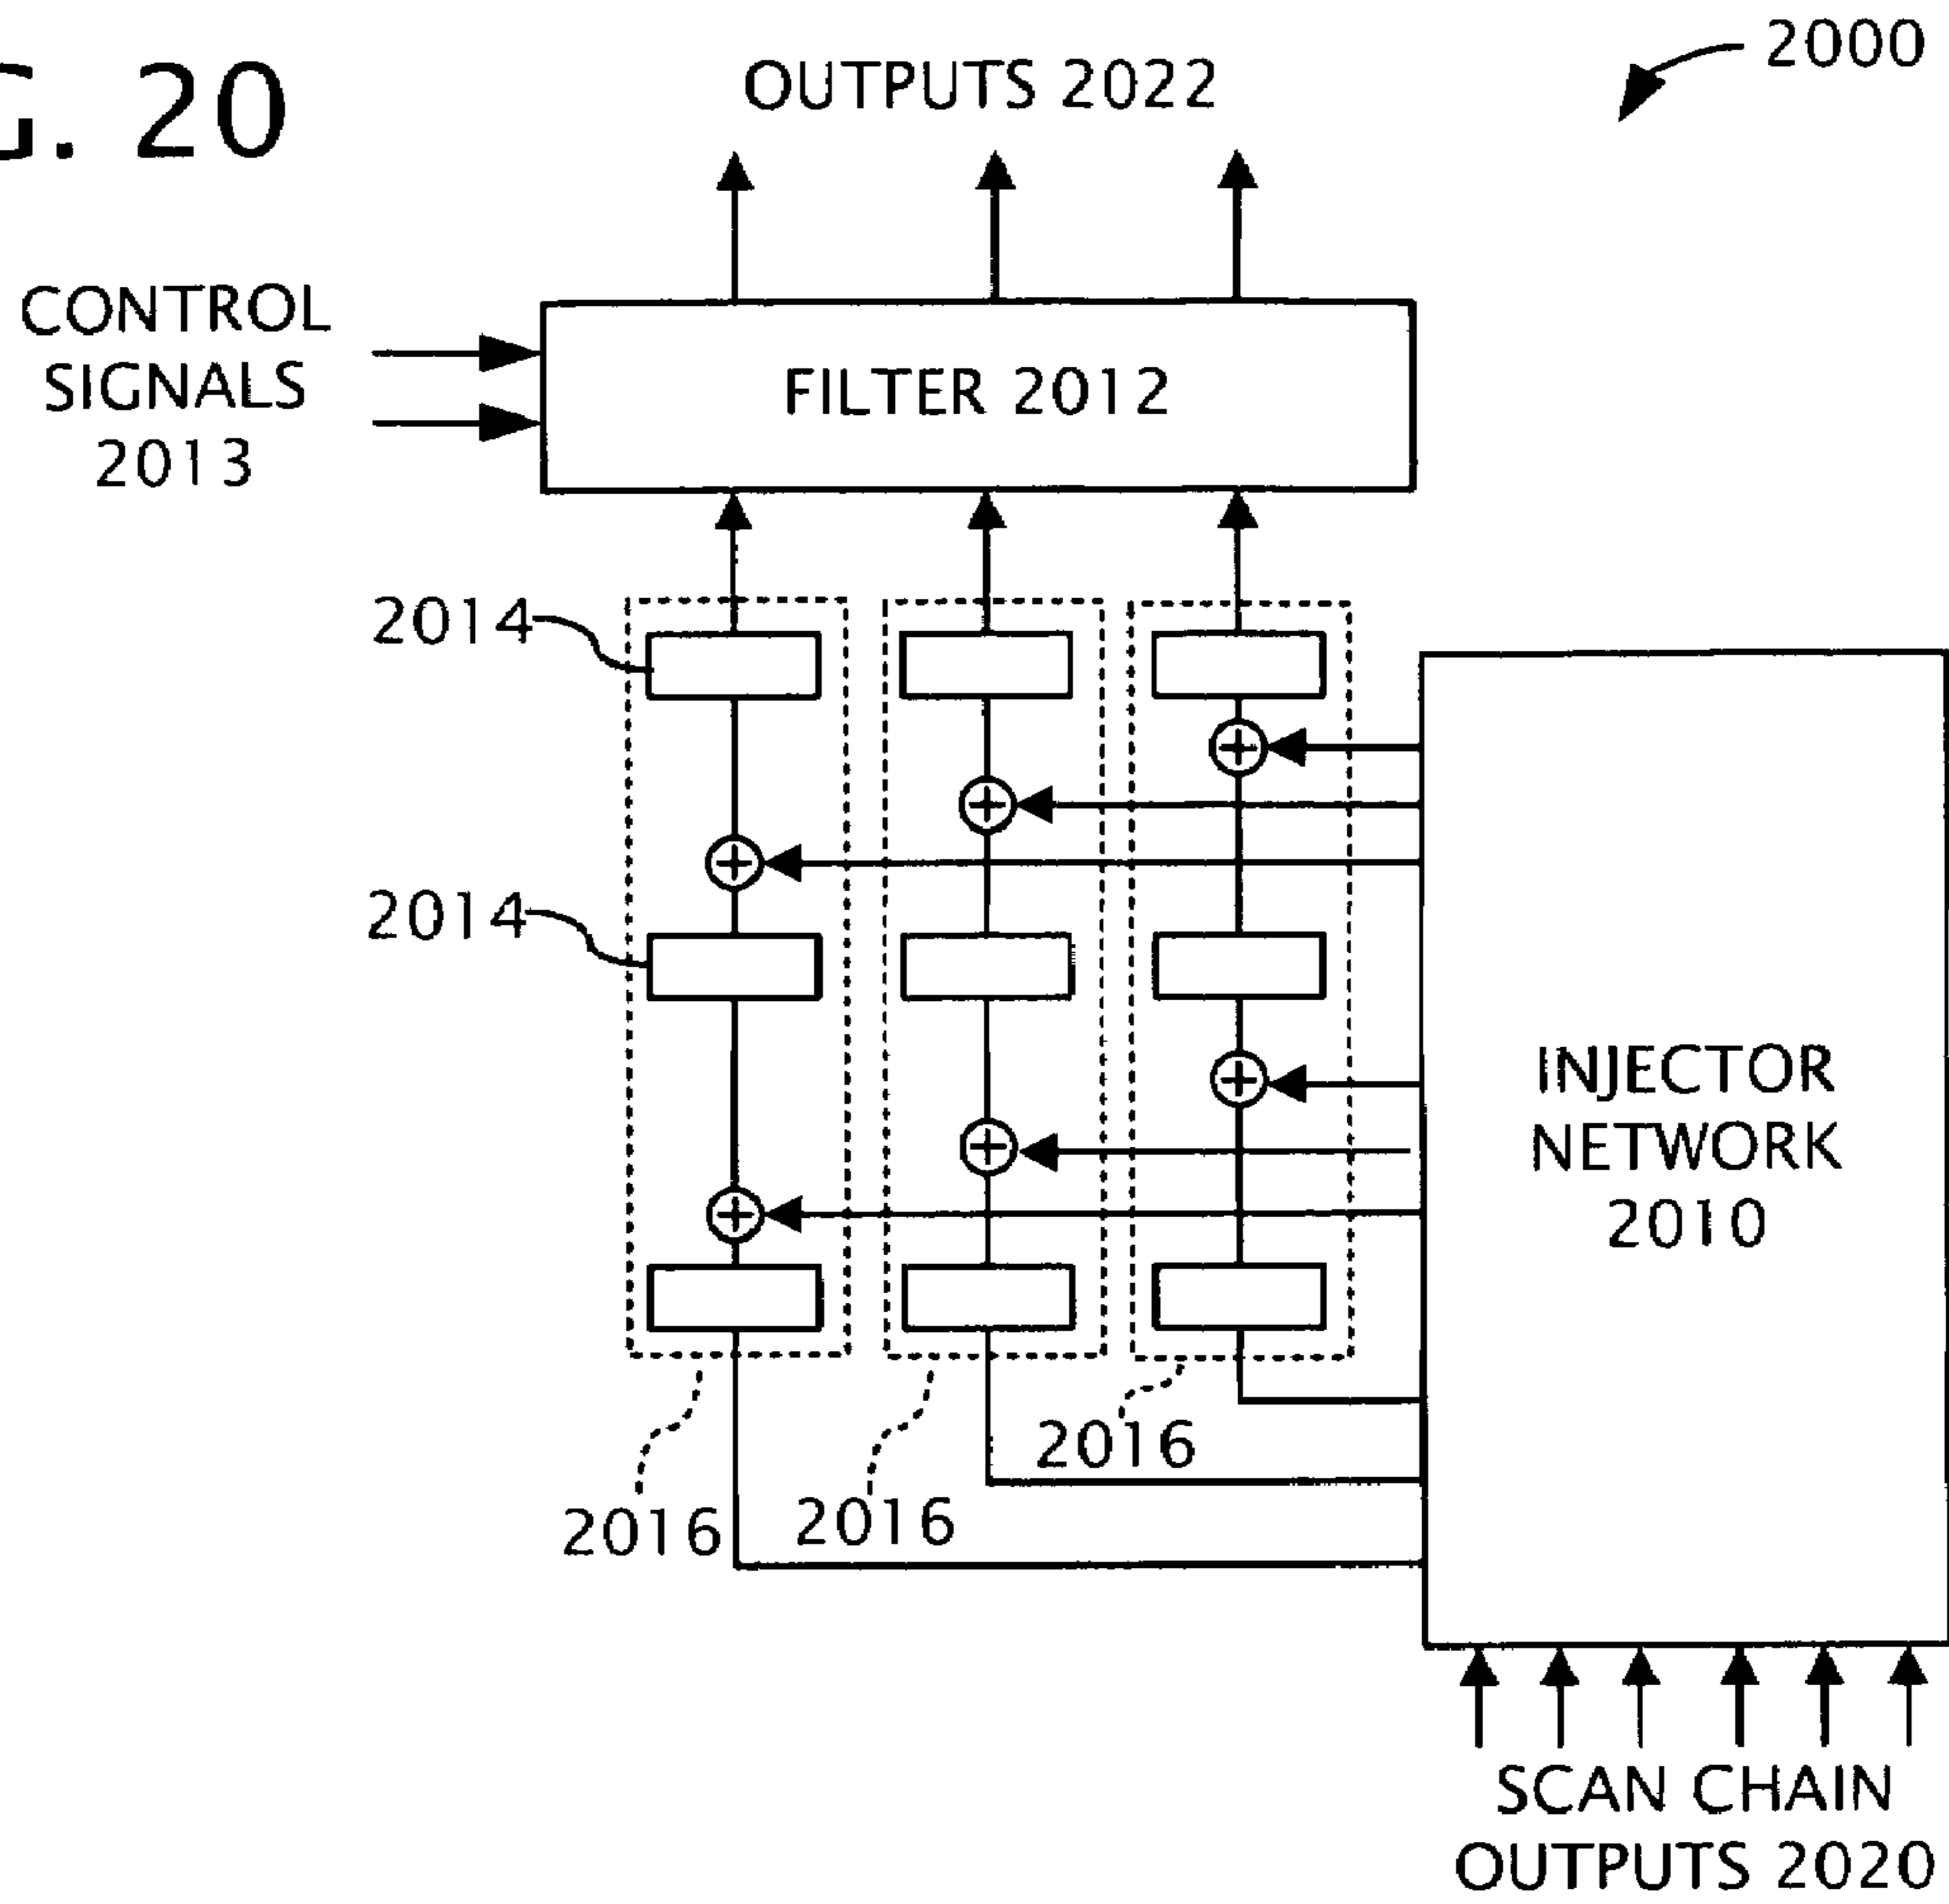 G. 20
OUTPUTS 2022
2000
CONTROL
SIGNALS
2013
FILTER 2012
2014
2014
INJECTOR
NETWORK
2010
2016
2016
2016
SCAN CHAIN
OUTPUTS 2020